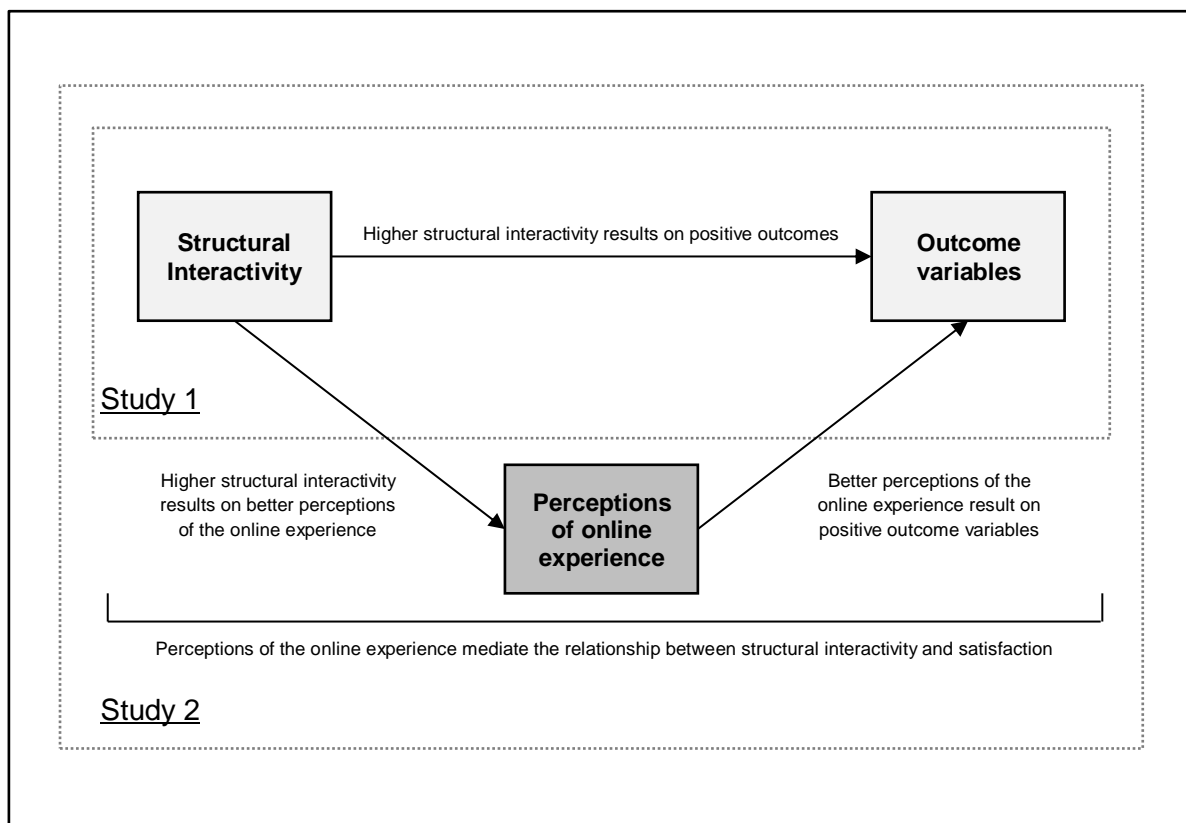 Structural
Interactivity
Higher structural interactivity results on positive outcomes
Outcome
variables
Study 1
Higher structural interactivity
results on better perceptions
of the online experience
Perceptions
of online
experience
Better perceptions of the
online experience result on
positive outcome variables
Perceptions of the online experience mediate the relationship between structural interactivity and satisfaction
Study 2